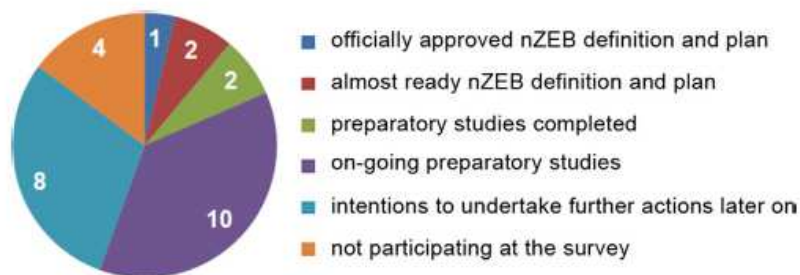 1
2
2
10
8
4
officially approved nZEB definition and plan
almost ready nZEB definition and plan
preparatory studies completed
on-going preparatory studies
intentions to undertake further actions later on
not participating at the survey